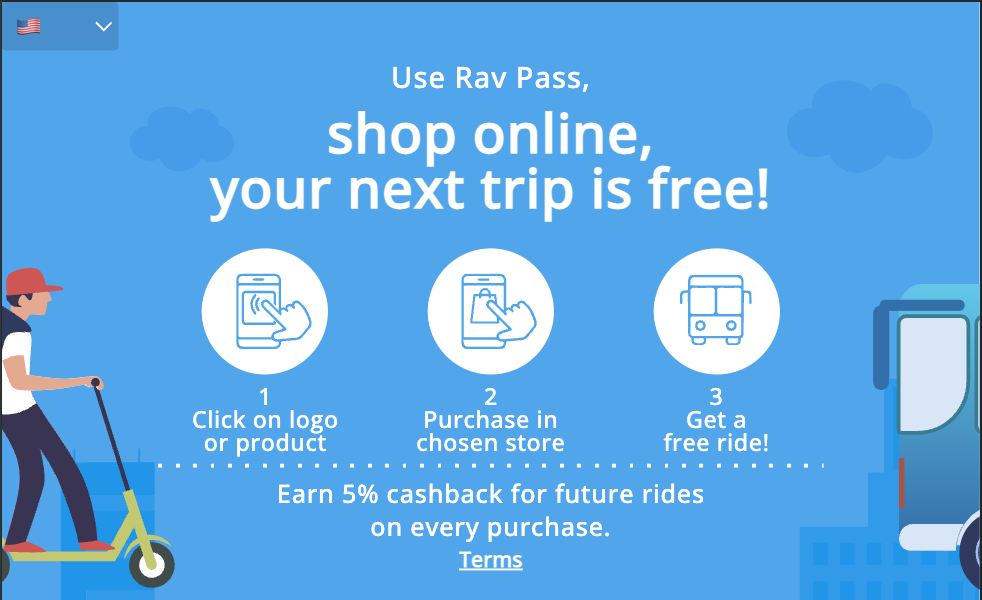 Use Rav Pass,
shop online,
your next trip is free!
1
Click on logo
or product
2
Purchase in
chosen store
3
Get a
free ride!
Earn 5% cashback for future rides
on every purchase.
Terms